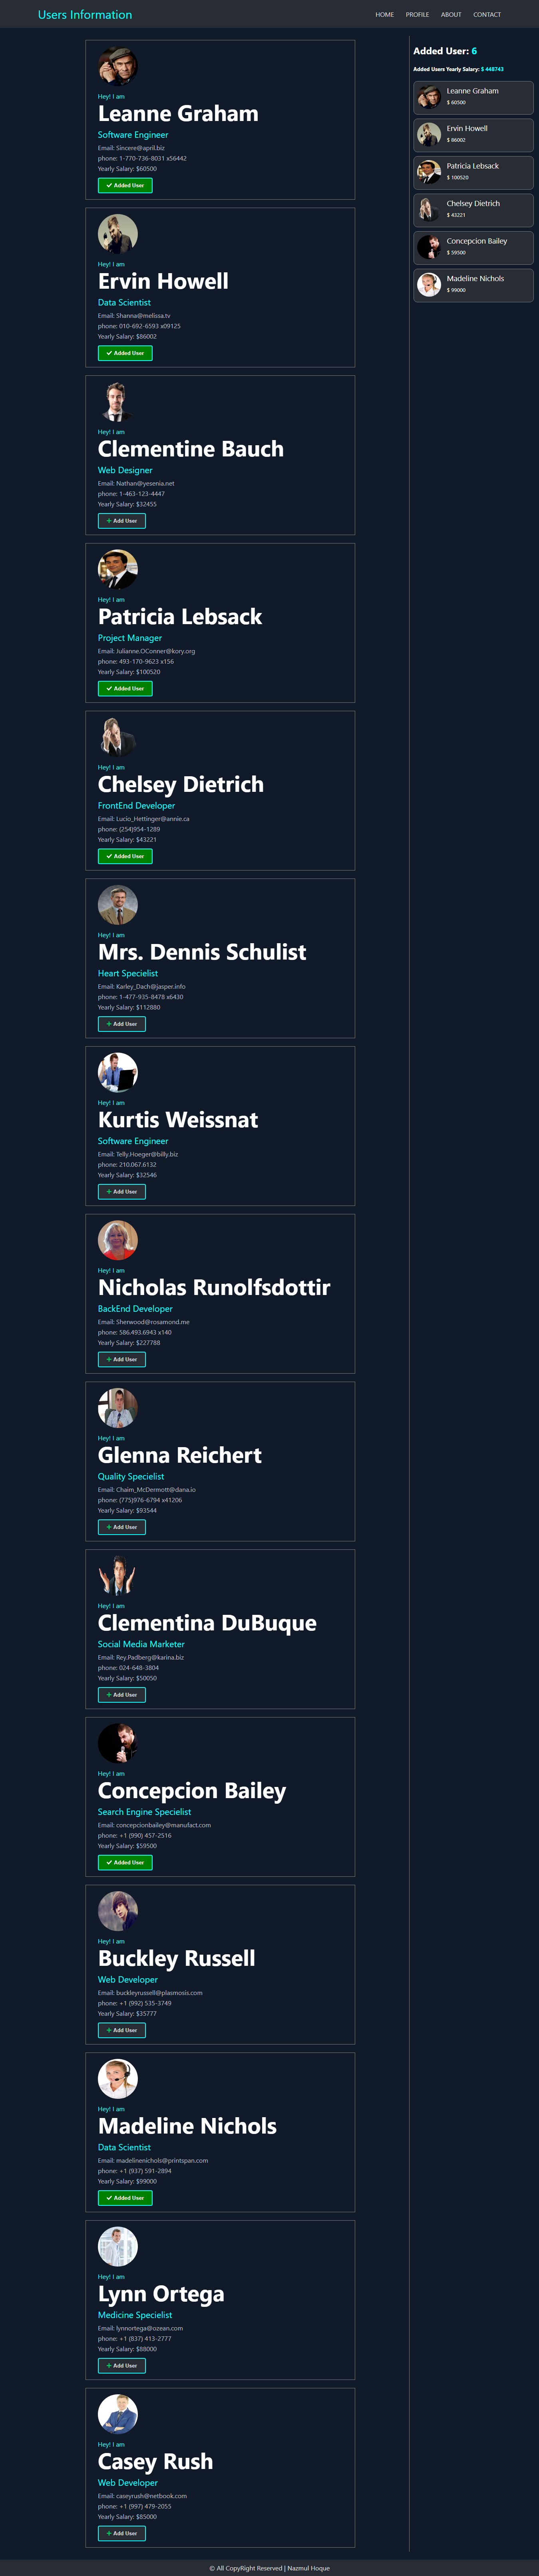 Users Information
HOME PROFILE ABOUT CONTACT
Hey! I am
Leanne Graham
Software Engineer
Email: Sincere@april.biz
phone: 1-770-736-8031 x56442
Yearly Salary: $60500
Added User
Hey! I am
Ervin Howell
Data Scientist
Email: Shanna@melissa.tv
phone: 010-692-6593 x09125
Yearly Salary: $86002
Added User
Hey! I am
Clementine Bauch
Web Designer
Email: Nathan@yesenia.net
phone: 1-463-123-4447
Yearly Salary: $32455
+ Add User
Hey! I am
Patricia Lebsack
Project Manager
Email: Julianne.OConner@kory.org
phone: 493-170-9623 x156
Yearly Salary: $100520
Added User
Hey! I am
Chelsey Dietrich
FrontEnd Developer
Email: Lucio_Hettinger@annie.ca
phone: (254)954-1289
Yearly Salary: $43221
Added User
Hey! I am
Mrs. Dennis Schulist
Heart Specielist
Email: Karley_Dach@jasper.info
phone: 1-477-935-8478 x6430
Yearly Salary: $112880
+ Add User
Hey! I am
Kurtis Weissnat
Software Engineer
Email: Telly.Hoeger@billy.biz
phone: 210.067.6132
Yearly Salary: $32546
+ Add User
Hey! I am
Nicholas Runolfsdottir
BackEnd Developer
Email: Sherwood@rosamond.me
phone: 586.493.6943 x140
Yearly Salary: $227788
+ Add User
Hey! I am
Glenna Reichert
Quality Specielist
Email: Chaim_McDermott@dana.io
phone: (775)976-6794 x41206
Yearly Salary: $93544
+ Add User
Hey! I am
Clementina DuBuque
Social Media Marketer
Email: Rey.Padberg@karina.biz
phone: 024-648-3804
Yearly Salary: $50050
+ Add User
Hey! I am
Concepcion Bailey
Search Engine Specielist
Email: concepcionbailey@manufact.com
phone: +1 (990) 457-2516
Yearly Salary: $59500
Added User
Hey! I am
Buckley Russell
Web Developer
Email: buckleyrussell@plasmosis.com
phone: +1 (992) 535-3749
Yearly Salary: $35777
+ Add User
Hey! I am
Madeline Nichols
Data Scientist
Email: madelinenichols@printspan.com
phone: +1 (937) 591-2894
Yearly Salary: $99000
Added User
Hey! I am
Lynn Ortega
Medicine Specielist
Email: lynnortega@ozean.com
phone: +1 (837) 413-2777
Yearly Salary: $88000
+ Add User
Hey! I am
Casey Rush
Web Developer
Email: caseyrush@netbook.com
phone: +1 (997) 479-2055
Yearly Salary: $85000
+ Add User
Added User: 6
Added Users Yearly Salary: $ 448743
Leanne Graham
$ 60500
Ervin Howell
$ 86002
Patricia Lebsack
$ 100520
Chelsey Dietrich
$ 43221
Concepcion Bailey
$ 59500
Madeline Nichols
$ 99000
© All CopyRight Reserved | Nazmul Hoque